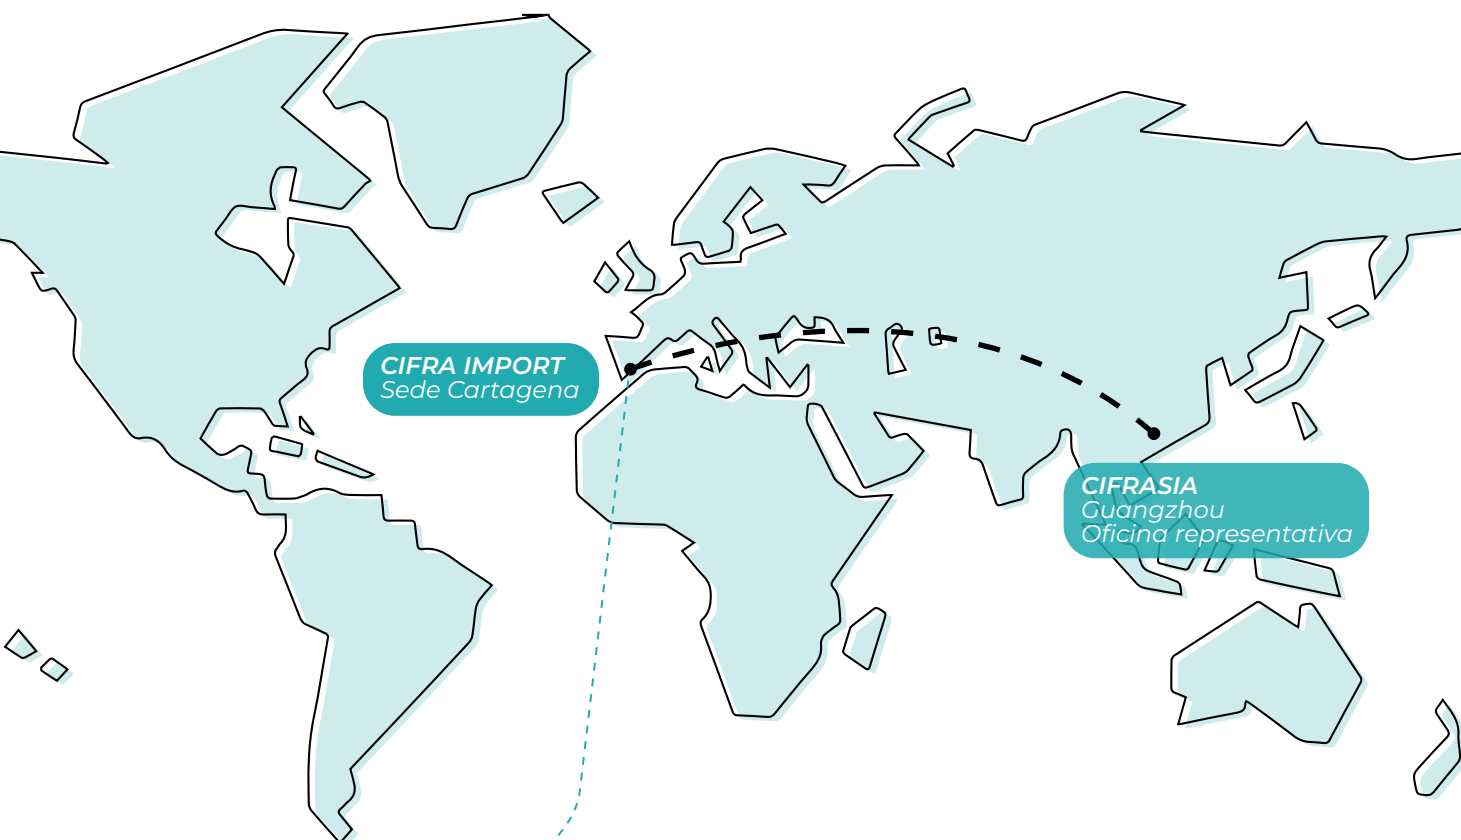 CIFRA IMPORT
Sede Cartagena
CIFRASIA
Guangzhou
Oficina representativa